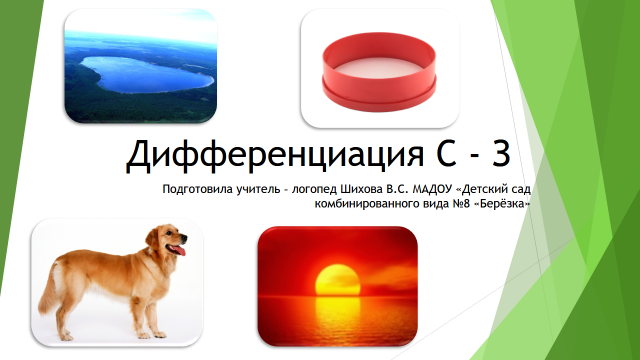 Дифференциация С - З
Подготовила учитель – логопед Шихова В.С. МАДОУ «Детский сад
комбинированного вида №8 «Берёзка»